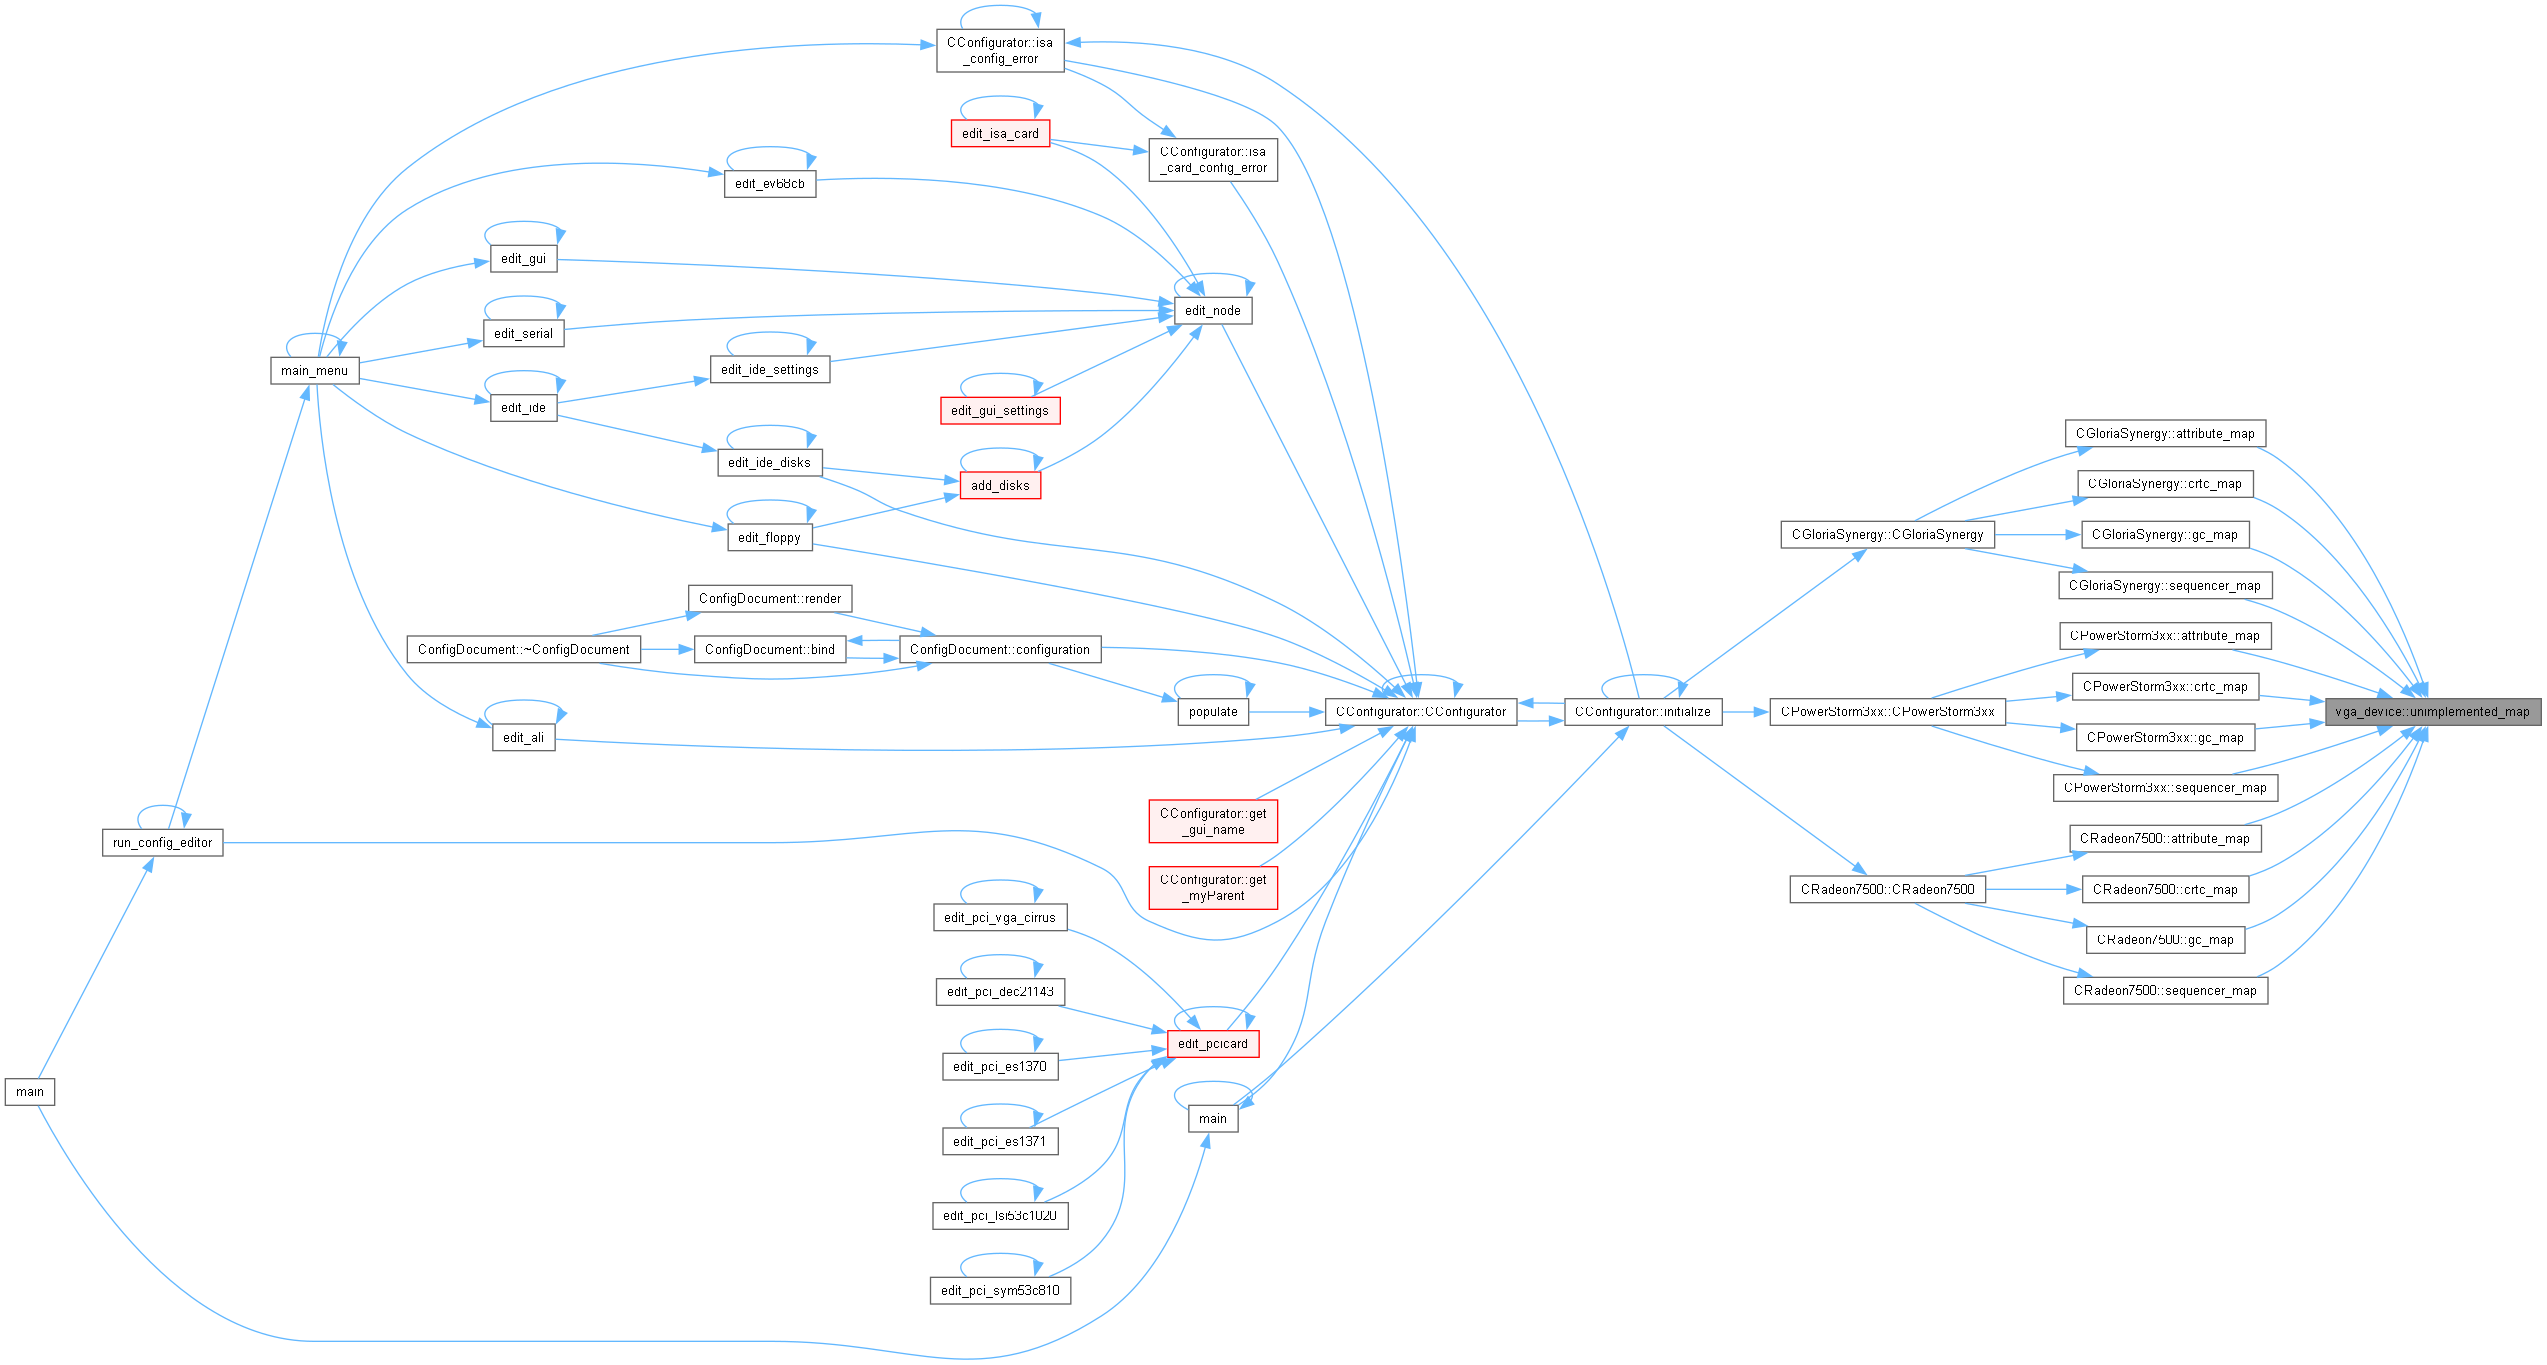 CConfigurator::isa
_config_error
edit_isa_card
CConfigurator::isa
_card_config_error
edit_ev68cb
edit_gui
edit_node
edit_serial
main_menu
edit_ide_settings
edit_ide
edit_gui_settings
CGloriaSynergy::attribute_map
edit_ide_disks
add_disks
CGloriaSynergy::crtc_map
edit_floppy
CGloriaSynergy::CGloriaSynergy
CGloriaSynergy::gc_map
CGloriaSynergy::sequencer_map
ConfigDocument::render
CPowerStorm3xx::attribute_map
ConfigDocument::~ConfigDocument
ConfigDocument::bind
ConfigDocument::configuration
CPowerStorm3xx::crtc_map
populate
CConfigurator::CConfigurator
CConfigurator::initialize
CPowerStorm3xx::CPowerStorm3xx
vga_device::unimplemented_map
edit_ali
CPowerStorm3xx::gc_map
CPowerStorm3xx::sequencer_map
CConfigurator::get
_gui_name
run_config_editor
CRadeon7500::attribute_map
CConfigurator::get
_myParent
CRadeon7500::CRadeon7500
CRadeon7500::crtc_map
edit_pci_vga_cirrus
CRadeon7500::gc_map
edit_pci_dec21143
CRadeon7500::sequencer_map
edit_pcicard
edit_pci_es1370
main
main
edit_pci_es1371
edit_pci_lsi53c1020
edit_pci_sym53c810